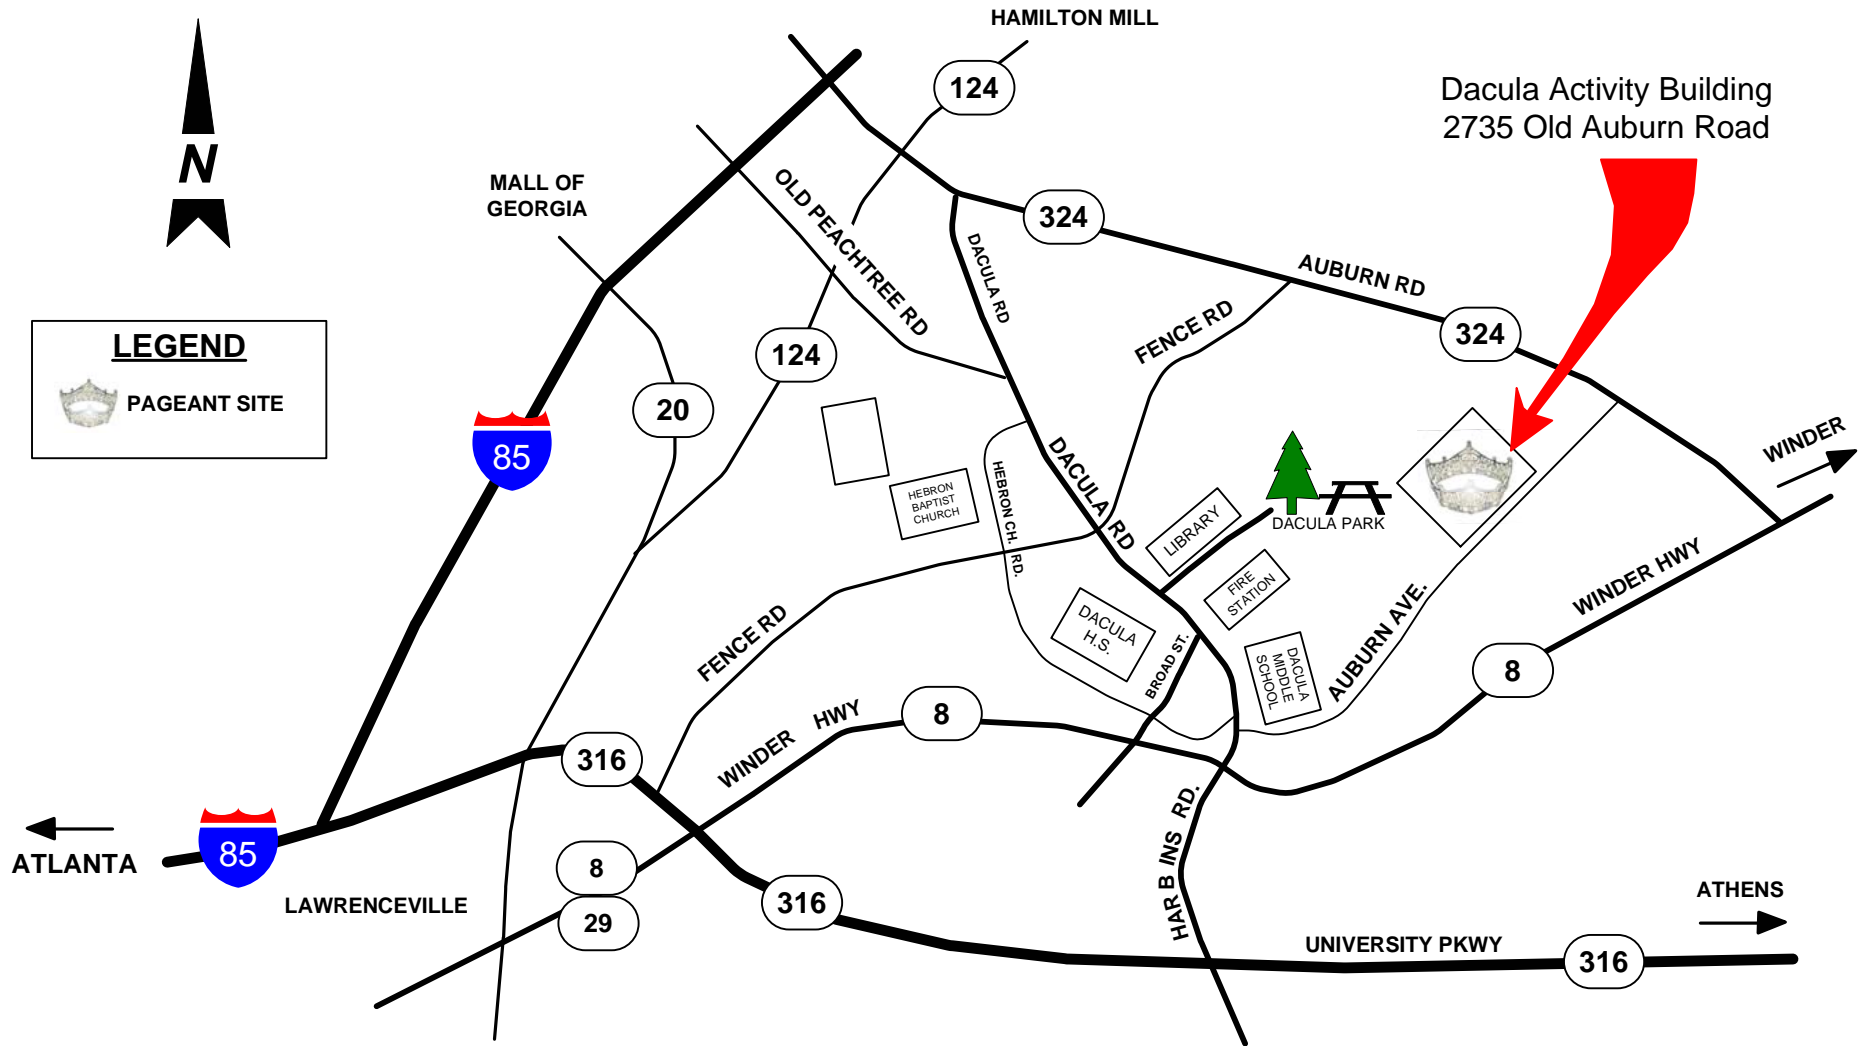 HAMILTON MILL
124
Dacula Activity Building
2735 Old Auburn Road
N
MALL OF
GEORGIA
OLD PEACHTREE RD
324
DACULA RD
AUBURN RD
FENCE RD
324
LEGEND
PAGEANT SITE
124
20
85
WINDER
HEBRON
BAPTIST
CHURCH
HEBRON CH. RD.
DACULA RD
LIBRARY
DACULA PARK
FIRE
STATION
WINDER HWY
AUBURN AVE.
DACULA
H.S.
BROAD ST.
DACULA
MIDDLE
SCHOOL
FENCE RD
8
WINDER HWY
8
316
HARBINS RD.
85
ATLANTA
8
29
LAWRENCEVILLE
316
ATHENS
UNIVERSITY PKWY
316